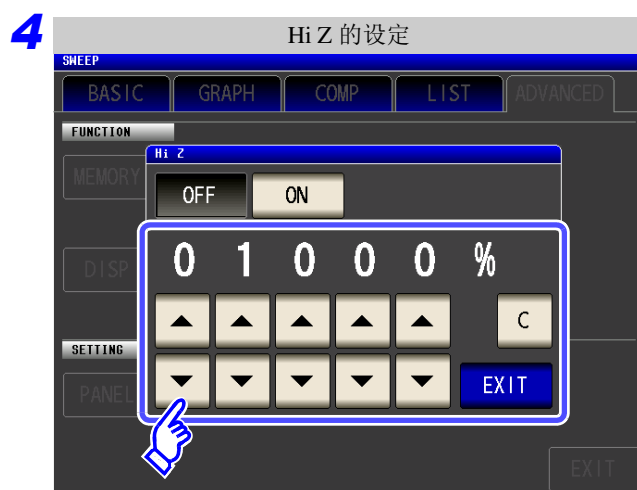 4
Hi Z 的设定
SWEEP
BASIC GRAPH COMP LIST ADVANCED
FUNCTION
Hi Z
MEMORY
OFF ON
DISP
0 1 0 0 0 %
C
SETTING
PANEL
EXIT
EXIT